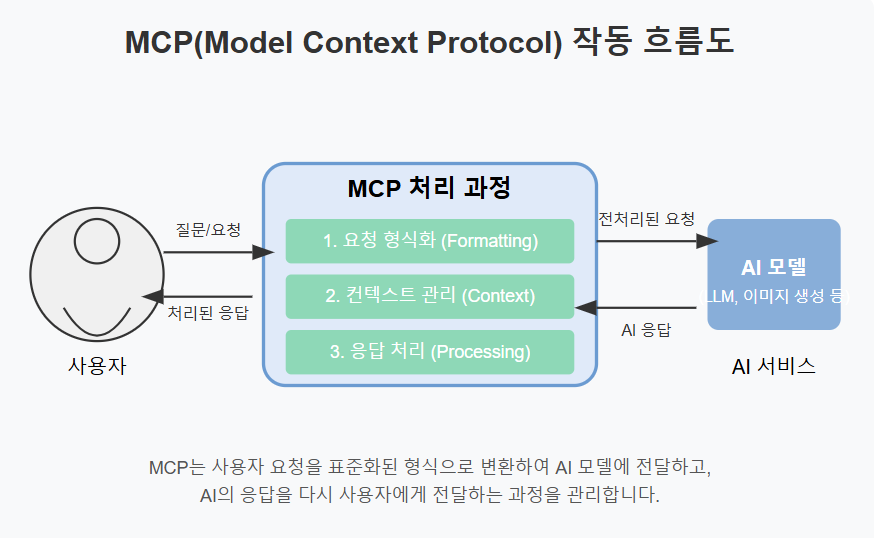 MCP(Model Context Protocol) 작동 흐름도
MCP 처리 과정
질문/요청
처리된 응답
사용자
1. 요청 형식화 (Formatting)
2. 컨텍스트 관리 (Context)
3. 응답 처리 (Processing)
전처리된 요청
AI 응답
AI 모델
(LLM, 이미지 생성 등)
AI 서비스
MCP는 사용자 요청을 표준화된 형식으로 변환하여 AI 모델에 전달하고,
AI의 응답을 다시 사용자에게 전달하는 과정을 관리합니다.